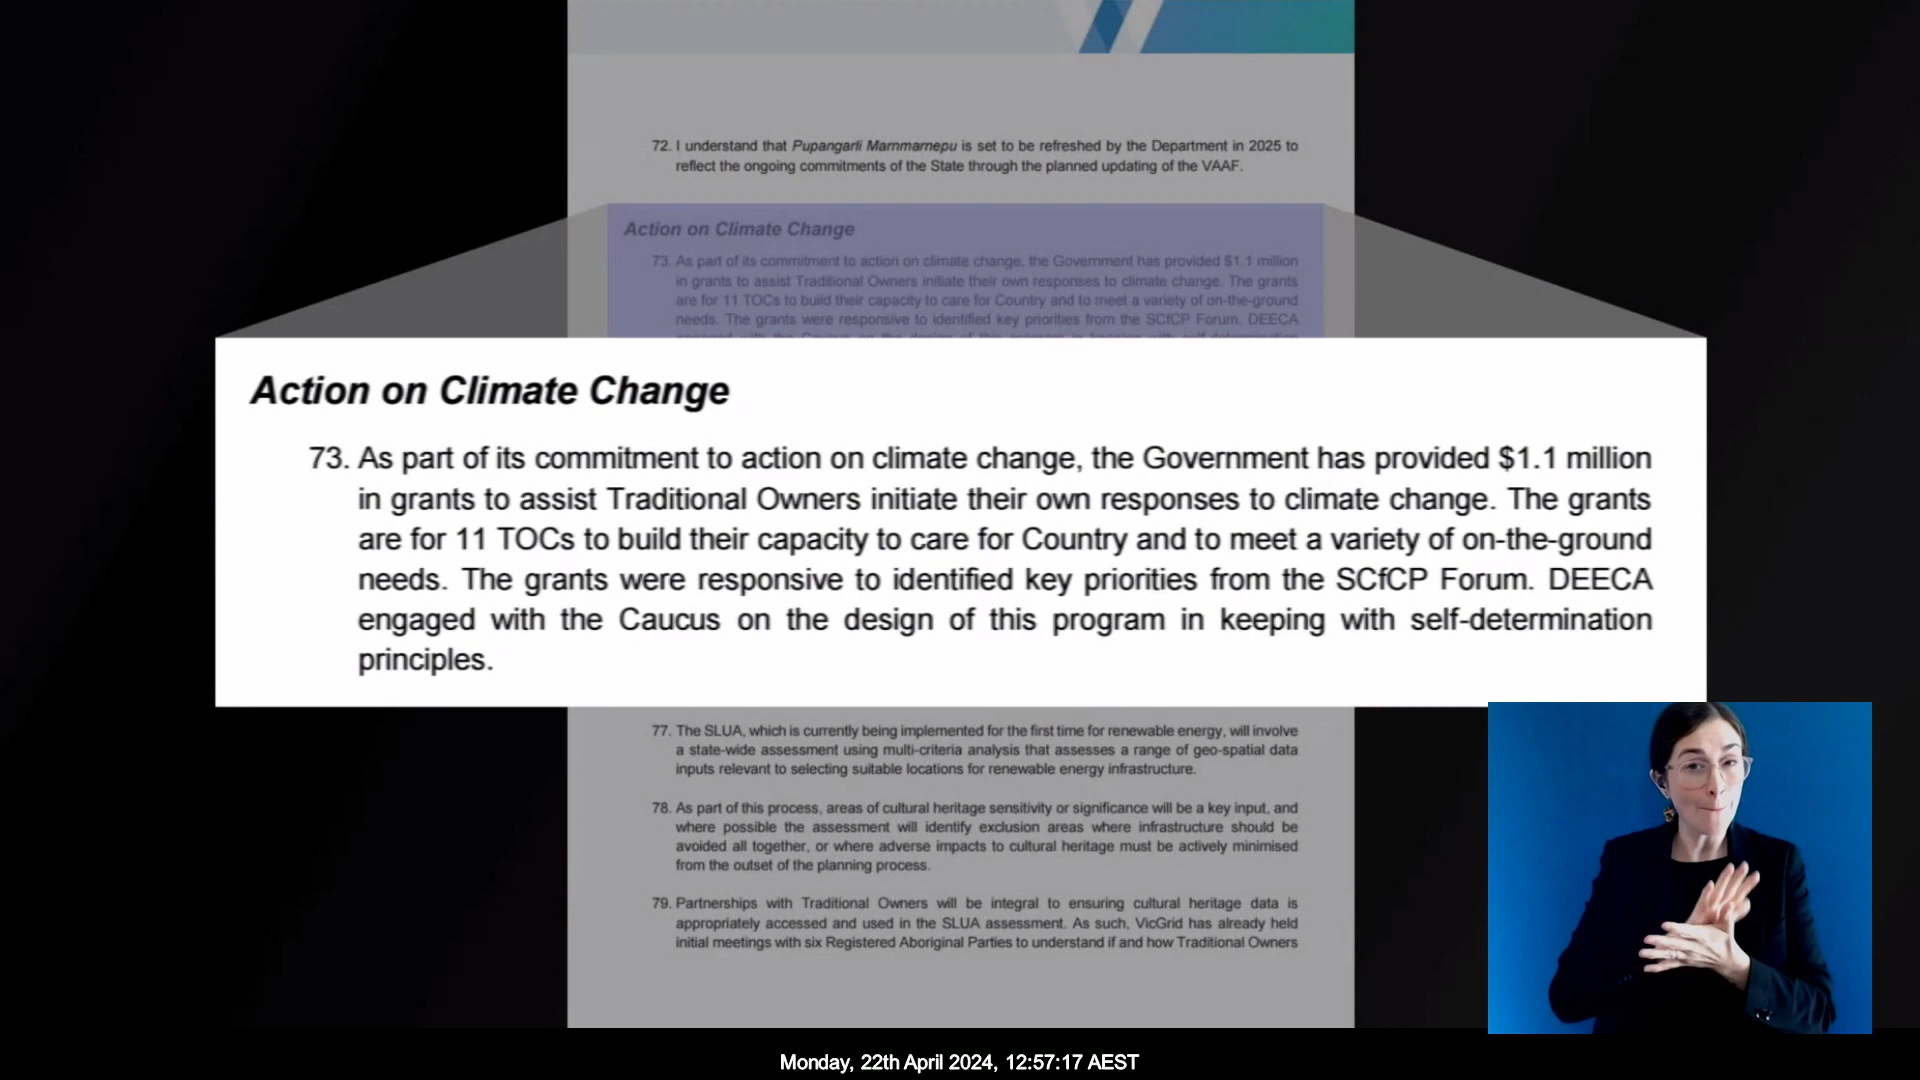 72. I understand that Pupangarli Marnmarnepu is set to be refreshed by the Department in 2025 to
reflect the ongoing commitments of the State through the planned updating of the VAAF.
Action on Climate Change
73. As part of its commitment to action on climate change, the Government has provided $1.1 million
in grants to assist Traditional Owners initiate their own responses to climate change. The grants
are for 11 TOCs to build their capacity to care for Country and to meet a variety of on-the-ground
needs. The grants were responsive to identified key priorities from the SCfCP Forum. DEECA
Action on Climate Change
73. As part of its commitment to action on climate change, the Government has provided $1.1 million
in grants to assist Traditional Owners initiate their own responses to climate change. The grants
are for 11 TOCs to build their capacity to care for Country and to meet a variety of on-the-ground
needs. The grants were responsive to identified key priorities from the SCfCP Forum. DEECA
engaged with the Caucus on the design of this program in keeping with self-determination
principles.
77. The SLUA, which is currently being implemented for the first time for renewable energy, will involve
a state-wide assessment using multi-criteria analysis that assesses a range of geo-spatial data
inputs relevant to selecting suitable locations for renewable energy infrastructure.
78. As part of this process, areas of cultural heritage sensitivity or significance will be a key input, and
where possible the assessment will identify exclusion areas where infrastructure should be
avoided all together, or where adverse impacts to cultural heritage must be actively minimised
from the outset of the planning process.
79. Partnerships with Traditional Owners will be integral to ensuring cultural heritage data is
appropriately accessed and used in the SLUA assessment. As such, VicGrid has already held
initial meetings with six Registered Aboriginal Parties to understand if and how Traditional Owners
Monday, 22th April 2024, 12:57:17 AEST